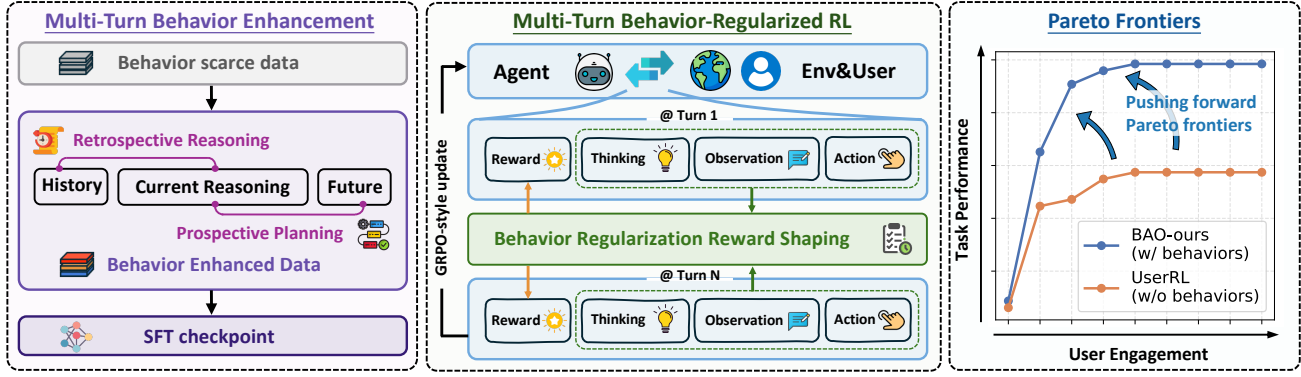 Multi-Turn Behavior Enhancement
Behavior scarce data
Retrospective Reasoning
History
Current Reasoning
Future
Prospective Planning
Behavior Enhanced Data
SFT checkpoint
Multi-Turn Behavior-Regularized RL
GRPO-style update
Agent
Env&User
@ Turn 1
Reward
Thinking
Observation
Action
Behavior Regularization Reward Shaping
@ Turn N
Reward
Thinking
Observation
Action
Pareto Frontiers
Task Performance
Pushing forward
Pareto frontiers
BAO-ours
(w/ behaviors)
UserRL
(w/o behaviors)
User Engagement